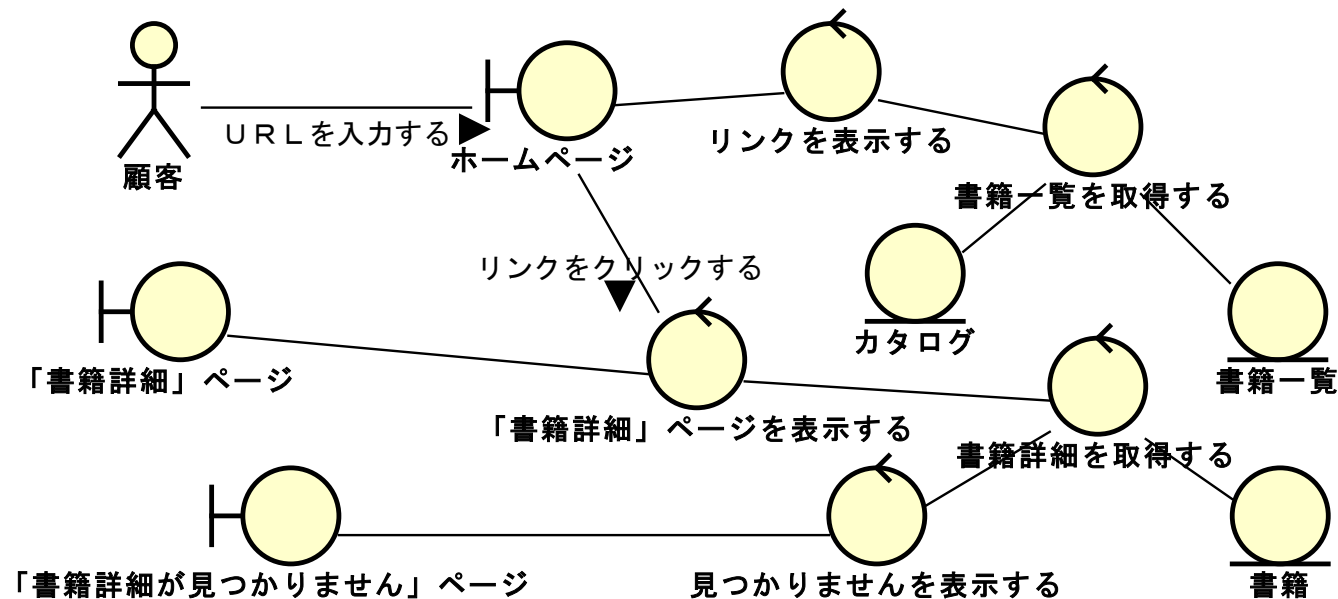 ＵＲＬを入力する
リンクを表示する
ホームページ
顧客
書籍一覧を取得する
リンクをクリックする
カタログ
「書籍詳細」ページ
書籍一覧
「書籍詳細」ページを表示する
書籍詳細を取得する
「書籍詳細が見つかりません」ページ
見つかりませんを表示する
書籍